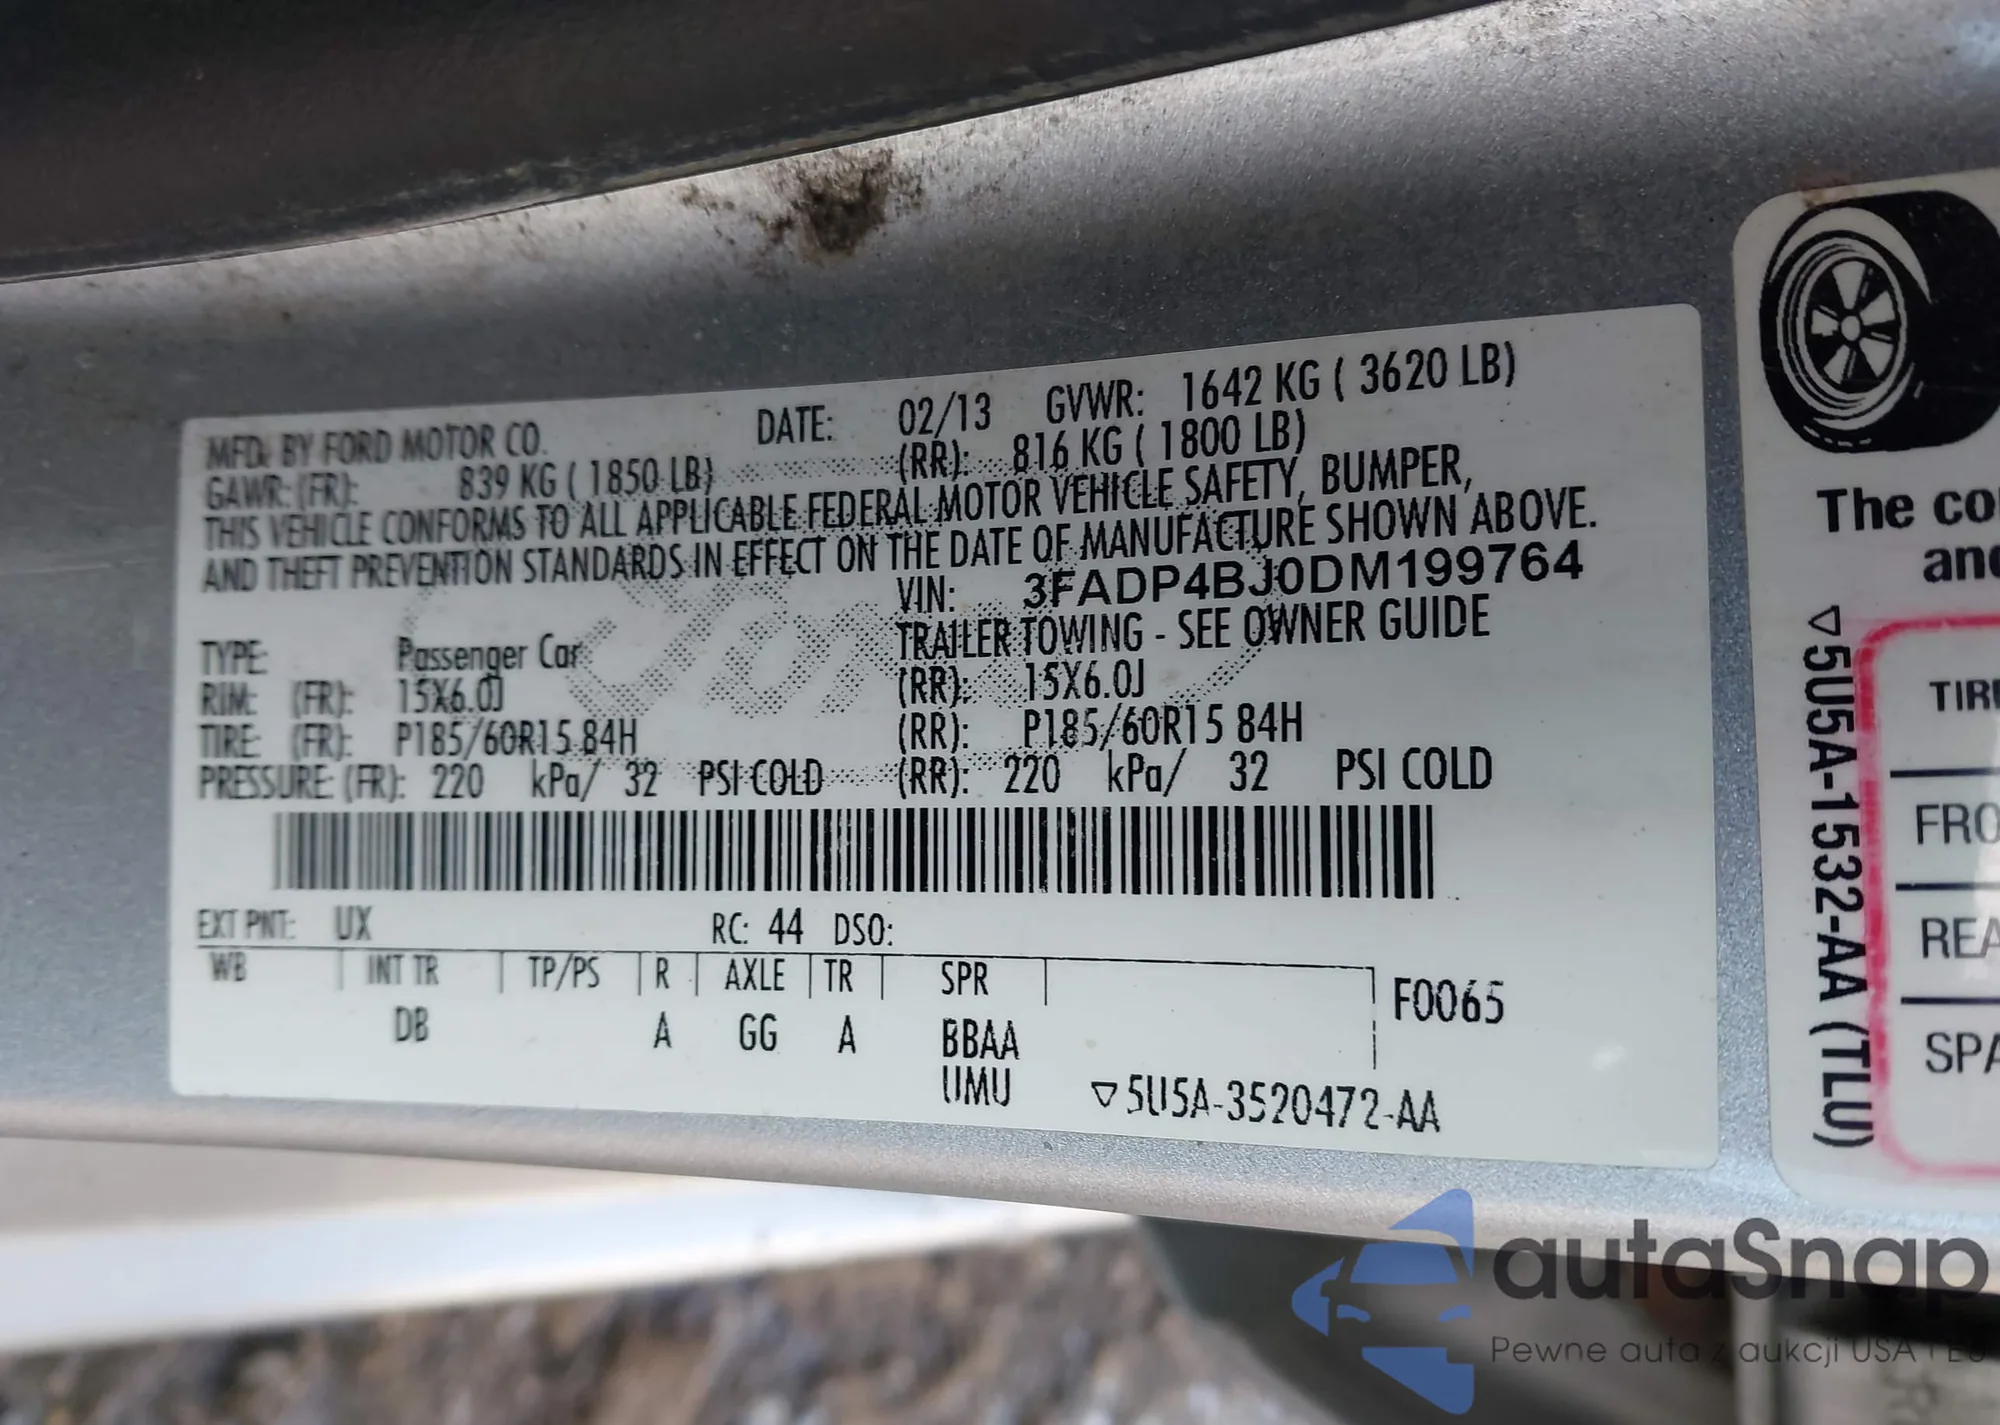 MFD. BY FORD MOTOR CO. DATE: 02/13 GVWR: 1642 KG ( 3620 LB)
GAWR: (FR): 839 KG ( 1850 LB) (RR): 816 KG ( 1800 LB)
THIS VEHICLE CONFORMS TO ALL APPLICABLE FEDERAL MOTOR VEHICLE SAFETY, BUMPER,
AND THEFT PREVENTION STANDARDS IN EFFECT ON THE DATE OF MANUFACTURE SHOWN ABOVE.
VIN: 3FADP4BJ0DM199764
TYPE: Passenger Car TRAILER TOWING - SEE OWNER GUIDE
RIM: (FR): 15X6.0J (RR): 15X6.0J
TIRE: (FR): P185/60R15 84H (RR): P185/60R15 84H
PRESSURE: (FR): 220 kPa/ 32 PSI COLD (RR): 220 kPa/ 32 PSI COLD
EXT PNT: UX RC: 44 DSO:
WB INT TR TP/PS R AXLE TR SPR F0065
DB A GG A BBAA
UMU ▽5U5A-3520472-AA
The
▽5U5A-1532-AA (TLU)
autaSnap
Pewne auta z aukcji USA i EU